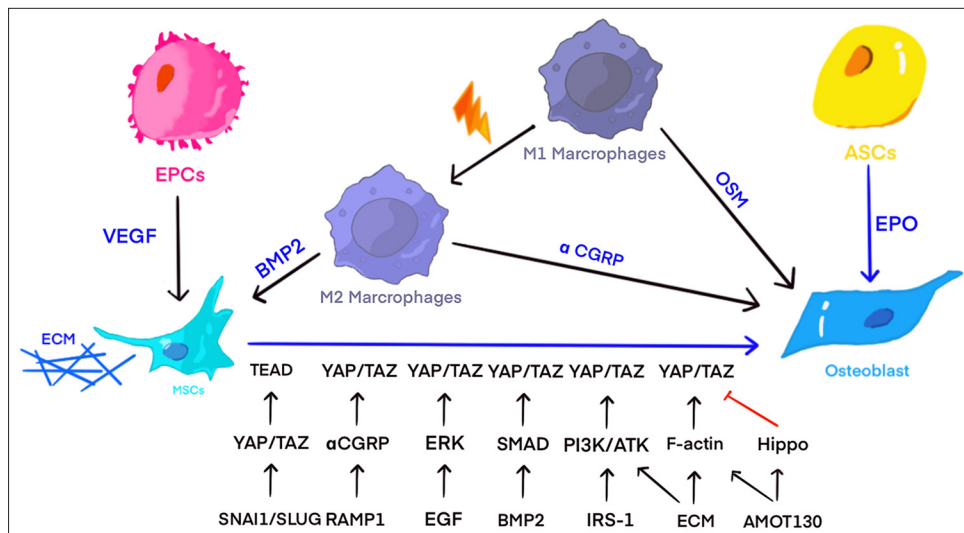 M1 Marcrophages
EPCs
ASCs
VEGF
OSM
EPO
BMP2
α CGRP
M2 Marcrophages
ECM
MSCs
Osteoblast
TEAD YAP/TAZ YAP/TAZ YAP/TAZ YAP/TAZ YAP/TAZ
YAP/TAZ αCGRP ERK SMAD PI3K/ATK F-actin Hippo
SNAI1/SLUG RAMP1 EGF BMP2 IRS-1 ECM AMOT130